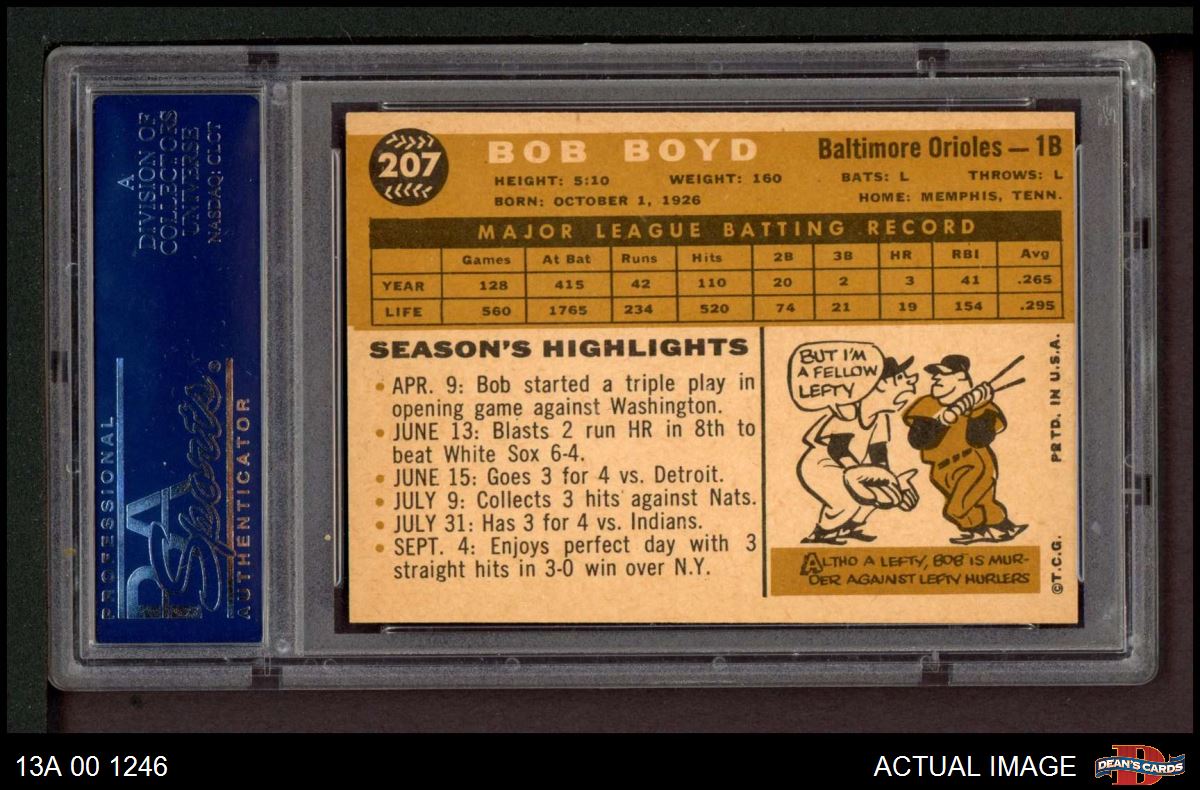 A
DIVISION OF
COLLECTORS
UNIVERSE
NASDAQ: CLCT
PROFESSIONAL
PSA
Sports®
AUTHENTICATOR
207
BOB BOYD
Baltimore Orioles — 1B
HEIGHT: 5:10 WEIGHT: 160 BATS: L THROWS: L
BORN: OCTOBER 1, 1926 HOME: MEMPHIS, TENN.
MAJOR LEAGUE BATTING RECORD
Games At Bat Runs Hits 2B 3B HR RBI Avg
YEAR 128 415 42 110 20 2 3 41 .265
LIFE 560 1765 234 520 74 21 19 154 .295
SEASON'S HIGHLIGHTS
• APR. 9: Bob started a triple play in
opening game against Washington.
• JUNE 13: Blasts 2 run HR in 8th to
beat White Sox 6-4.
• JUNE 15: Goes 3 for 4 vs. Detroit.
• JULY 9: Collects 3 hits against Nats.
• JULY 31: Has 3 for 4 vs. Indians.
• SEPT. 4: Enjoys perfect day with 3
straight hits in 3-0 win over N.Y.
BUT I'M
A FELLOW
LEFTY
ALTHO A LEFTY, BOB IS MUR-
DER AGAINST LEFTY HURLERS
©T.C.G. PRTD. IN U.S.A.
13A 00 1246
ACTUAL IMAGE
D
DEAN'S CARDS